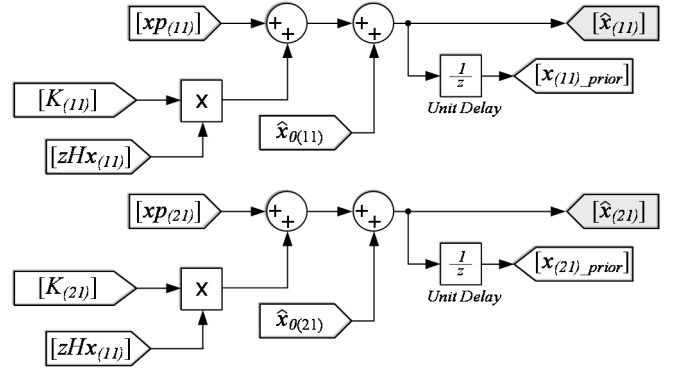 [xp(11)] + + + + [x̂(11)]
[K(11)] x 1/z [x(11)_prior]
Unit Delay
x̂0(11)
[zHx(11)]
[xp(21)] + + + + [x̂(21)]
[K(21)] x 1/z [x(21)_prior]
Unit Delay
x̂0(21)
[zHx(11)]